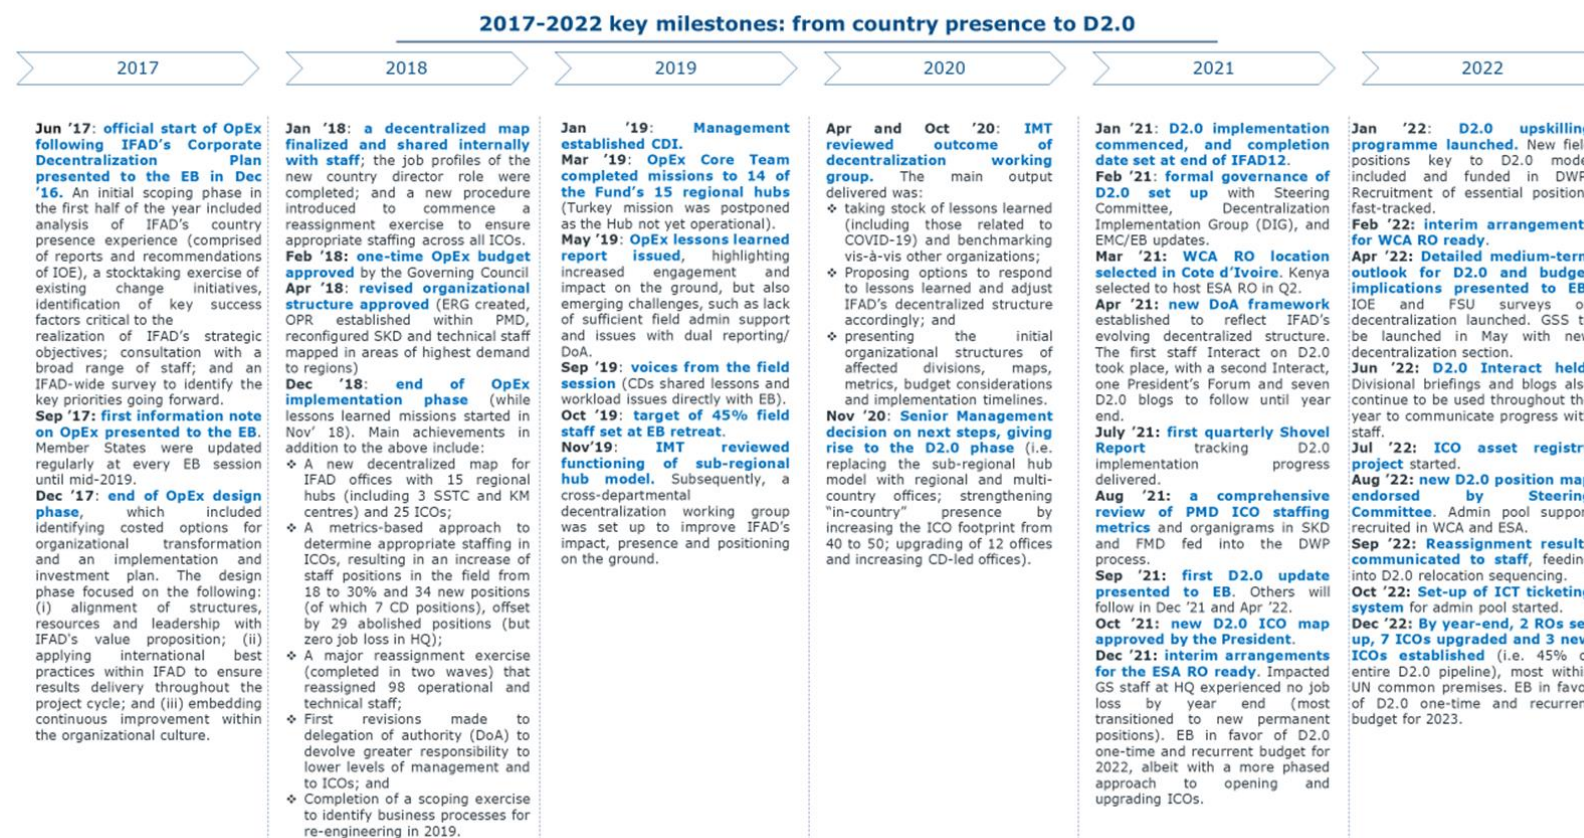 2017-2022 key milestones: from country presence to D2.0
2017
2018
2019
2020
2021
2022
Jun '17: official start of OpEx
following IFAD's Corporate
Decentralization Plan
presented to the EB in Dec
'16. An initial scoping phase in
the first half of the year included
analysis of IFAD's country
presence experience (comprised
of reports and recommendations
of IOE), a stocktaking exercise of
existing change initiatives,
identification of key success
factors critical to the
realization of IFAD's strategic
objectives; consultation with a
broad range of staff; and an
IFAD-wide survey to identify the
key priorities going forward.
Sep '17: first information note
on OpEx presented to the EB.
Member States were updated
regularly at every EB session
until mid-2019.
Dec '17: end of OpEx design
phase, which included
identifying costed options for
organizational transformation
and an implementation and
investment plan. The design
phase focused on the following:
(i) alignment of structures,
resources and leadership with
IFAD's value proposition; (ii)
applying international best
practices within IFAD to ensure
results delivery throughout the
project cycle; and (iii) embedding
continuous improvement within
the organizational culture.
Jan '18: a decentralized map
finalized and shared internally
with staff; the job profiles of the
new country director role were
completed; and a new procedure
introduced to commence a
reassignment exercise to ensure
appropriate staffing across all ICOs.
Feb '18: one-time OpEx budget
approved by the Governing Council
Apr '18: revised organizational
structure approved (ERG created,
OPR established within PMD,
reconfigured SKD and technical staff
mapped in areas of highest demand
to regions)
Dec '18: end of OpEx
implementation phase (while
lessons learned missions started in
Nov' 18). Main achievements in
addition to the above include:
❖ A new decentralized map for
IFAD offices with 15 regional
hubs (including 3 SSTC and KM
centres) and 25 ICOs;
❖ A metrics-based approach to
determine appropriate staffing in
ICOs, resulting in an increase of
staff positions in the field from
18 to 30% and 34 new positions
(of which 7 CD positions), offset
by 29 abolished positions (but
zero job loss in HQ);
❖ A major reassignment exercise
(completed in two waves) that
reassigned 98 operational and
technical staff;
❖ First revisions made to
delegation of authority (DoA) to
devolve greater responsibility to
lower levels of management and
to ICOs; and
❖ Completion of a scoping exercise
to identify business processes for
re-engineering in 2019.
Jan '19: Management
established CDI.
Mar '19: OpEx Core Team
completed missions to 14 of
the Fund's 15 regional hubs
(Turkey mission was postponed
as the Hub not yet operational).
May '19: OpEx lessons learned
report issued, highlighting
increased engagement and
impact on the ground, but also
emerging challenges, such as lack
of sufficient field admin support
and issues with dual reporting/
DoA.
Sep '19: voices from the field
session (CDs shared lessons and
workload issues directly with EB).
Oct '19: target of 45% field
staff set at EB retreat.
Nov'19: IMT reviewed
functioning of sub-regional
hub model. Subsequently, a
cross-departmental
decentralization working group
was set up to improve IFAD's
impact, presence and positioning
on the ground.
Apr and Oct '20: IMT
reviewed outcome of
decentralization working
group. The main output
delivered was:
❖ taking stock of lessons learned
(including those related to
COVID-19) and benchmarking
vis-à-vis other organizations;
❖ Proposing options to respond
to lessons learned and adjust
IFAD's decentralized structure
accordingly; and
❖ presenting the initial
organizational structures of
affected divisions, maps,
metrics, budget considerations
and implementation timelines.
Nov '20: Senior Management
decision on next steps, giving
rise to the D2.0 phase (i.e.
replacing the sub-regional hub
model with regional and multi-
country offices; strengthening
"in-country" presence by
increasing the ICO footprint from
40 to 50; upgrading of 12 offices
and increasing CD-led offices).
Jan '21: D2.0 implementation
commenced, and completion
date set at end of IFAD12.
Feb '21: formal governance of
D2.0 set up with Steering
Committee, Decentralization
Implementation Group (DIG), and
EMC/EB updates.
Mar '21: WCA RO location
selected in Cote d'Ivoire. Kenya
selected to host ESA RO in Q2.
Apr '21: new DoA framework
established to reflect IFAD's
evolving decentralized structure.
The first staff Interact on D2.0
took place, with a second Interact,
one President's Forum and seven
D2.0 blogs to follow until year
end.
July '21: first quarterly Shovel
Report tracking D2.0
implementation progress
delivered.
Aug '21: a comprehensive
review of PMD ICO staffing
metrics and organigrams in SKD
and FMD fed into the DWP
process.
Sep '21: first D2.0 update
presented to EB. Others will
follow in Dec '21 and Apr '22.
Oct '21: new D2.0 ICO map
approved by the President.
Dec '21: interim arrangements
for the ESA RO ready. Impacted
GS staff at HQ experienced no job
loss by year end (most
transitioned to new permanent
positions). EB in favor of D2.0
one-time and recurrent budget for
2022, albeit with a more phased
approach to opening and
upgrading ICOs.
Jan '22: D2.0 upskilling
programme launched. New fiel
positions key to D2.0 mode
included and funded in DWP
Recruitment of essential position
fast-tracked.
Feb '22: interim arrangement
for WCA RO ready.
Apr '22: Detailed medium-term
outlook for D2.0 and budge
implications presented to EB
IOE and FSU surveys o
decentralization launched. GSS t
be launched in May with new
decentralization section.
Jun '22: D2.0 Interact held
Divisional briefings and blogs als
continue to be used throughout th
year to communicate progress wit
staff.
Jul '22: ICO asset registr
project started.
Aug '22: new D2.0 position map
endorsed by Steering
Committee. Admin pool suppor
recruited in WCA and ESA.
Sep '22: Reassignment result
communicated to staff, feedin
into D2.0 relocation sequencing.
Oct '22: Set-up of ICT ticketing
system for admin pool started.
Dec '22: By year-end, 2 ROs se
up, 7 ICOs upgraded and 3 new
ICOs established (i.e. 45% o
entire D2.0 pipeline), most withi
UN common premises. EB in favo
of D2.0 one-time and recurren
budget for 2023.